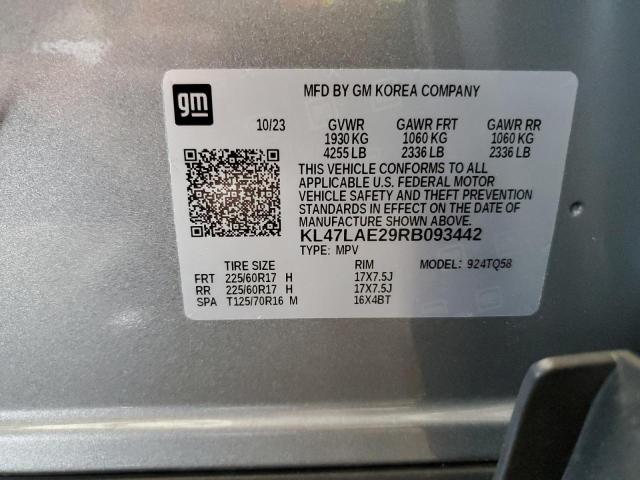 gm
MFD BY GM KOREA COMPANY
10/23 GVWR GAWR FRT GAWR RR
1930 KG 1060 KG 1060 KG
4255 LB 2336 LB 2336 LB
THIS VEHICLE CONFORMS TO ALL
APPLICABLE U.S. FEDERAL MOTOR
VEHICLE SAFETY AND THEFT PREVENTION
STANDARDS IN EFFECT ON THE DATE OF
MANUFACTURE SHOWN ABOVE.
KL47LAE29RB093442
TYPE: MPV
TIRE SIZE RIM MODEL: 924TQ58
FRT 225/60R17 H 17X7.5J
RR 225/60R17 H 17X7.5J
SPA T125/70R16 M 16X4BT